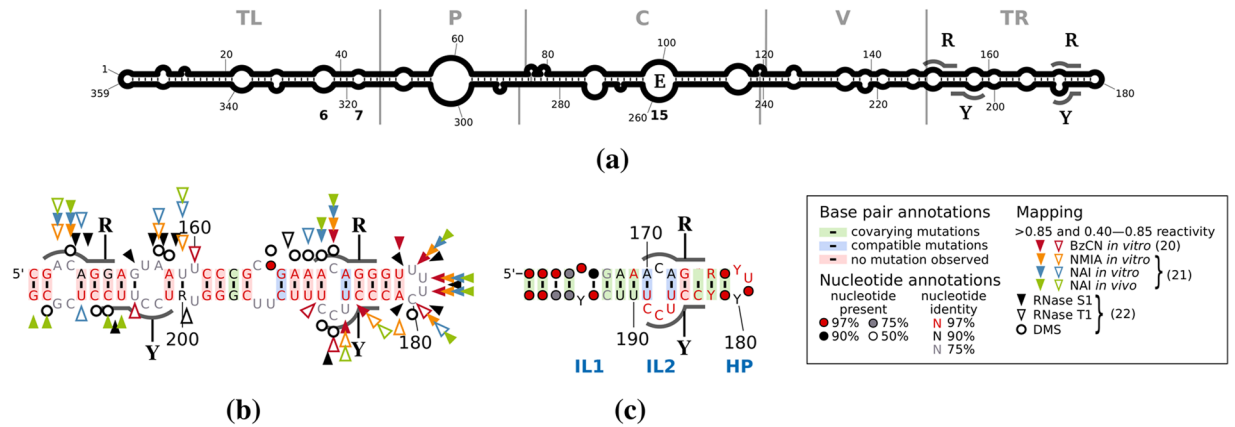 TL P C V TR
1 20 40 60 80 100 120 140 160
R R
E
359 340 320 300 280 260 240 220 200 180
6 7 15
Y Y
(a)
R 160 R
5' C G A C A G G A G U A A U U C C C G C G A A A C A G G G U U U
G C G C U C C U U C C U R U G G G C U U C U U U C C U C C C A C U
Y 200 Y 180
(b)
170 R
5' G A A A C A G R Y U
Y C U U U C U C C Y Y
190 Y 180
IL1 IL2 HP
(c)
Base pair annotations
covarying mutations
compatible mutations
no mutation observed
Nucleotide annotations
nucleotide present
97% 75%
90% 50%
nucleotide identity
N 97%
N 90%
N 75%
Mapping
>0.85 and 0.40—0.85 reactivity
BzCN in vitro (20)
NMIA in vitro
NAI in vitro
NAI in vivo
(21)
RNase S1
RNase T1
DMS
(22)